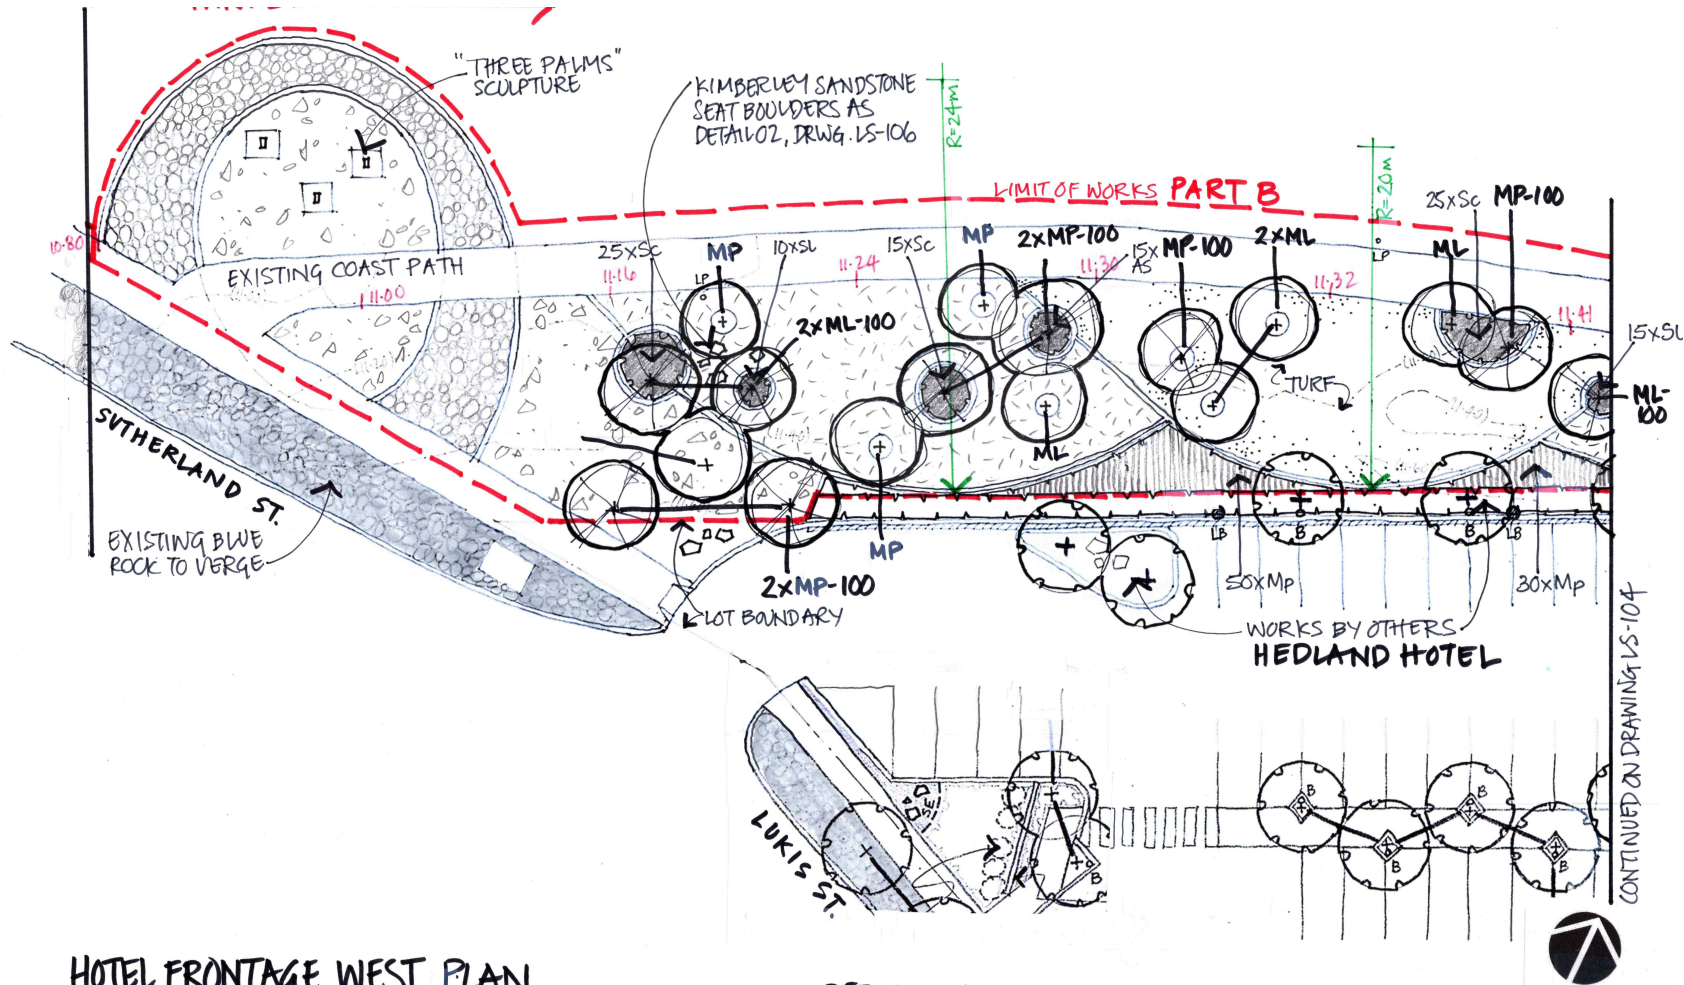 "THREE PALMS"
SCULPTURE
KIMBERLEY SANDSTONE
SEAT BOULDERS AS
DETAIL 02, DRWG. LS-106
R=24m
R=20m
LIMIT OF WORKS PART B
25xSc
MP-100
10.80
EXISTING COAST PATH
11.00
25xSc
11.16
MP
LP
10xSL
11.24
15xSc
MP
2xMP-100
11.30
15x
AS
MP-100
2xML
11.32
LP
ML
11.41
15xSL
2xML-100
TURF
ML-
100
ML
SUTHERLAND ST.
EXISTING BLUE
ROCK TO VERGE
MP
2xMP-100
LOT BOUNDARY
LB
B
B
LB
50xMp
30xMp
WORKS BY OTHERS
HEDLAND HOTEL
CONTINUED ON DRAWING LS-104
LUKIS ST.
B
B
B
B
B
HOTEL FRONTAGE WEST PLAN